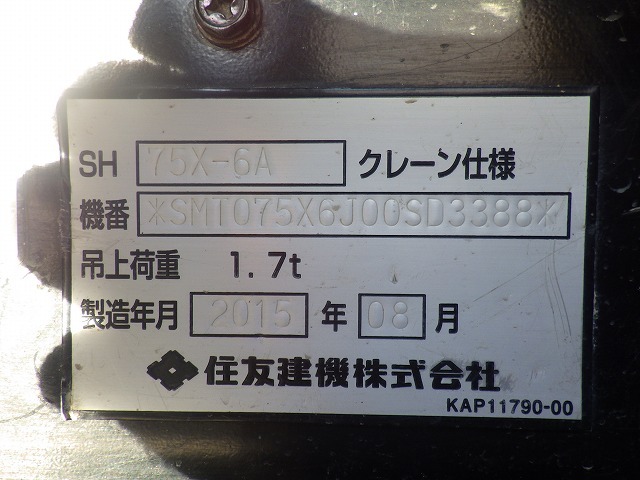 SH 75X-6A クレーン仕様
機番 *SMT075X6J00SD3388*
吊上荷重 1.7t
製造年月 2015 年 08 月
住友建機株式会社
KAP11790-00